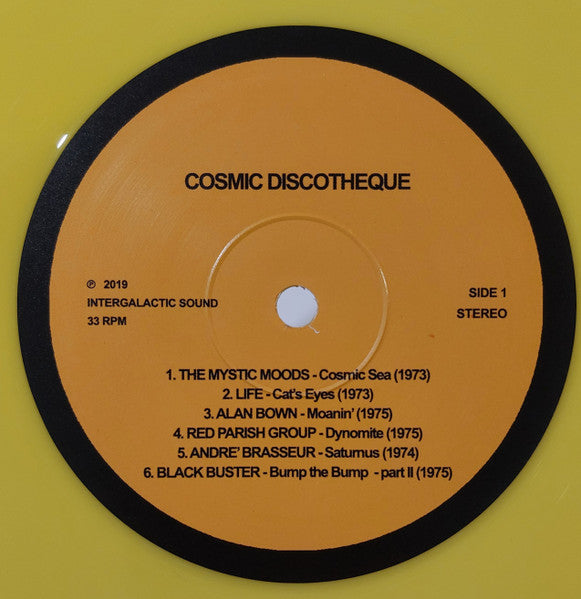 COSMIC DISCOTHEQUE
℗ 2019
INTERGALACTIC SOUND
33 RPM
SIDE 1
STEREO
1. THE MYSTIC MOODS - Cosmic Sea (1973)
2. LIFE - Cat's Eyes (1973)
3. ALAN BOWN - Moanin' (1975)
4. RED PARISH GROUP - Dynomite (1975)
5. ANDRE' BRASSEUR - Saturnus (1974)
6. BLACK BUSTER - Bump the Bump - part II (1975)